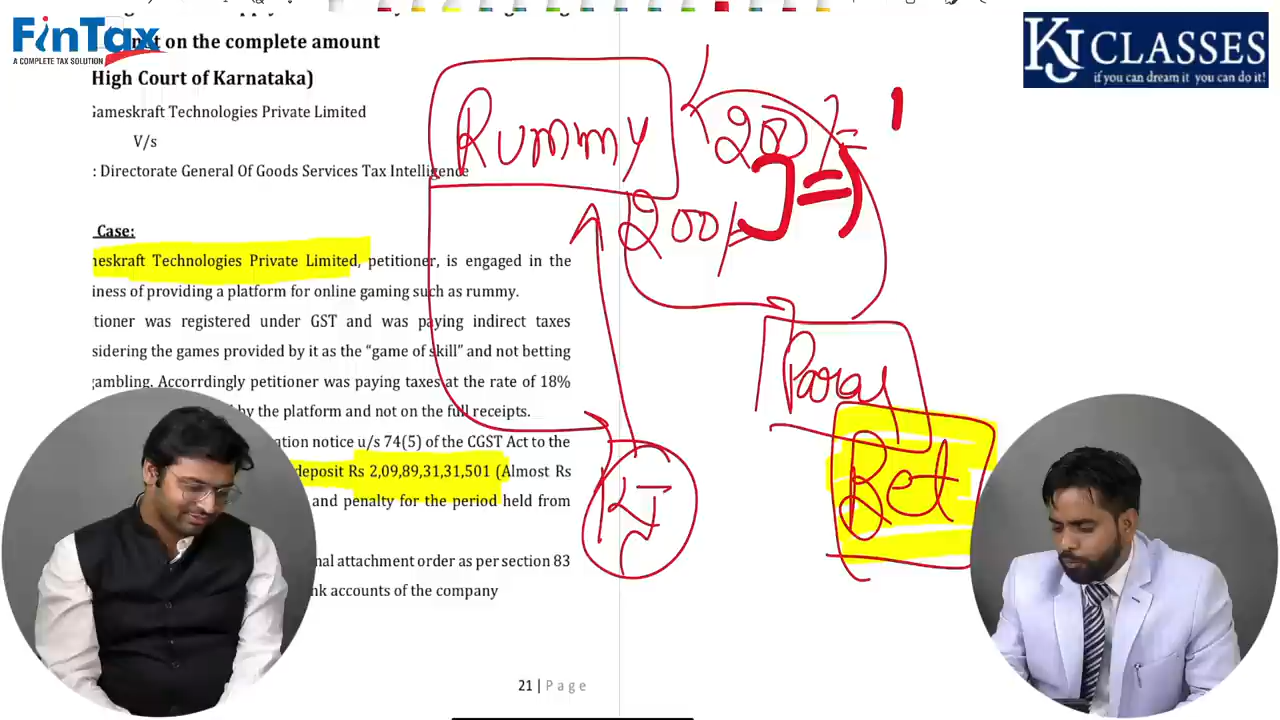 FinTax
A COMPLETE TAX SOLUTION
KJ CLASSES
if you can dream it you can do it!
not on the complete amount
High Court of Karnataka)
Gameskraft Technologies Private Limited
V/s
: Directorate General Of Goods Services Tax Intelligence
Case:
meskraft Technologies Private Limited, petitioner, is engaged in the
iness of providing a platform for online gaming such as rummy.
tioner was registered under GST and was paying indirect taxes
sidering the games provided by it as the “game of skill” and not betting
gambling. Accorrdingly petitioner was paying taxes at the rate of 18%
by the platform and not on the full receipts.
ation notice u/s 74(5) of the CGST Act to the
deposit Rs 2,09,89,31,31,501 (Almost Rs
and penalty for the period held from
nal attachment order as per section 83
nk accounts of the company
21 | Page
Rummy
200/=
200/=
Paras
Bet
KJ